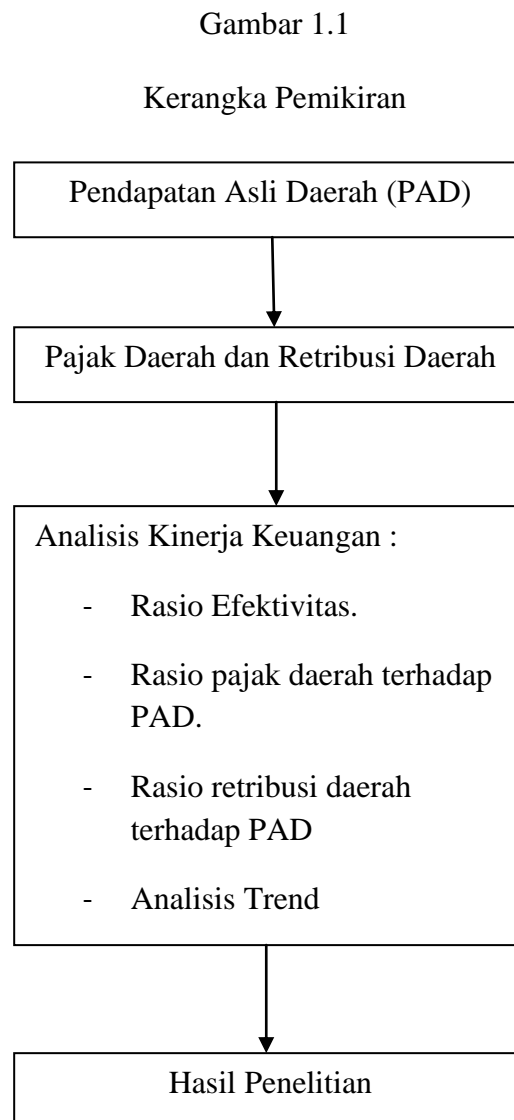 Gambar 1.1
Kerangka Pemikiran
Pendapatan Asli Daerah (PAD)
Pajak Daerah dan Retribusi Daerah
Analisis Kinerja Keuangan :
- Rasio Efektivitas.
- Rasio pajak daerah terhadap
PAD.
- Rasio retribusi daerah
terhadap PAD
- Analisis Trend
Hasil Penelitian